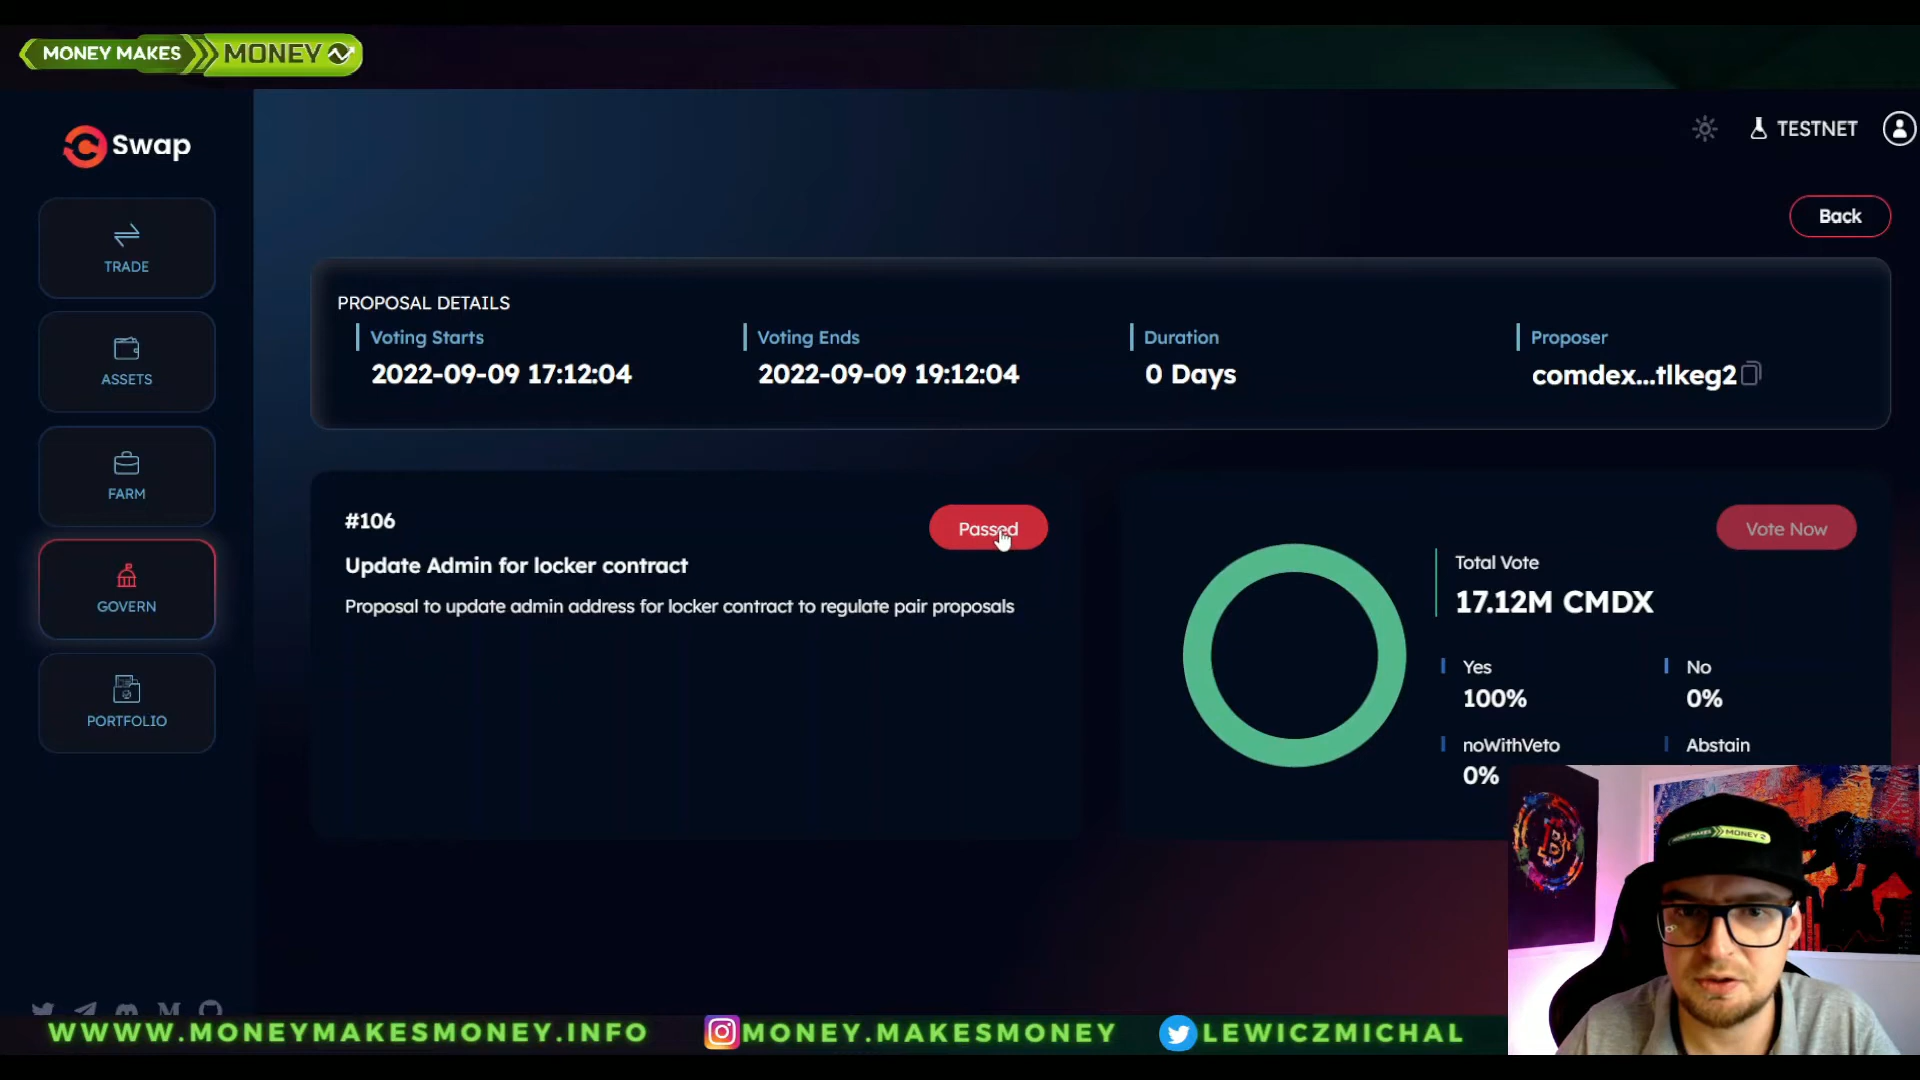 MONEY MAKES MONEY
Swap
TESTNET
Back
TRADE
ASSETS
FARM
GOVERN
PORTFOLIO
PROPOSAL DETAILS
Voting Starts
2022-09-09 17:12:04
Voting Ends
2022-09-09 19:12:04
Duration
0 Days
Proposer
comdex...tlkeg2
#106
Passed
Update Admin for locker contract
Proposal to update admin address for locker contract to regulate pair proposals
Vote Now
Total Vote
17.12M CMDX
Yes
100%
No
0%
noWithVeto
0%
Abstain
MONEY MAKES MONEY
WWWW.MONEYMAKESMONEY.INFO
MONEY.MAKESMONEY
LEWICZMICHAL